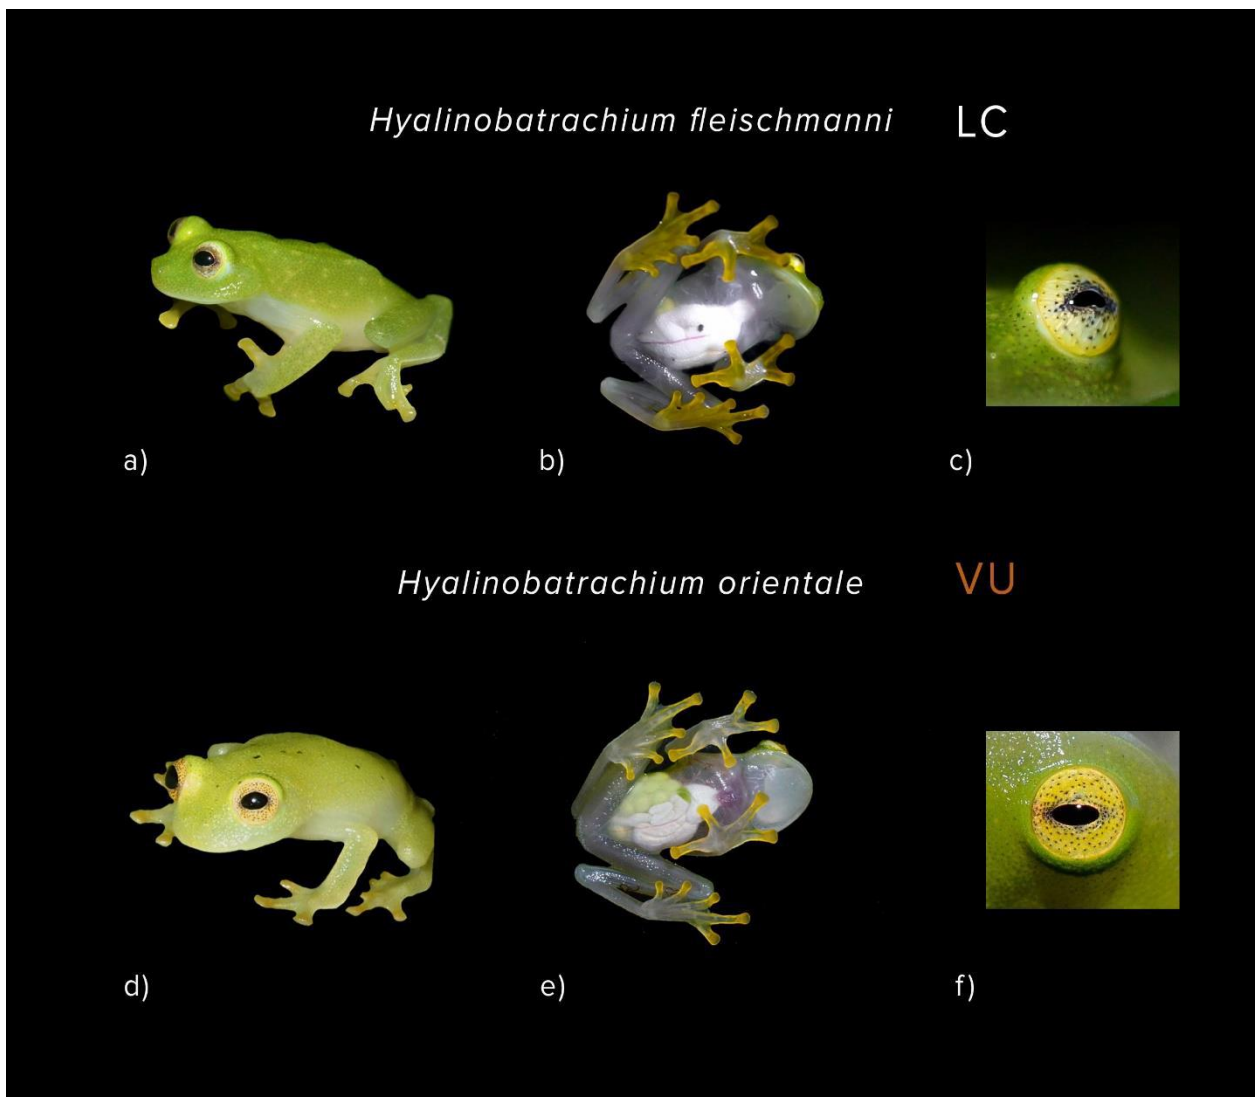 Hyalinobatrachium fleischmanni LC
a) b) c)
Hyalinobatrachium orientale VU
d) e) f)